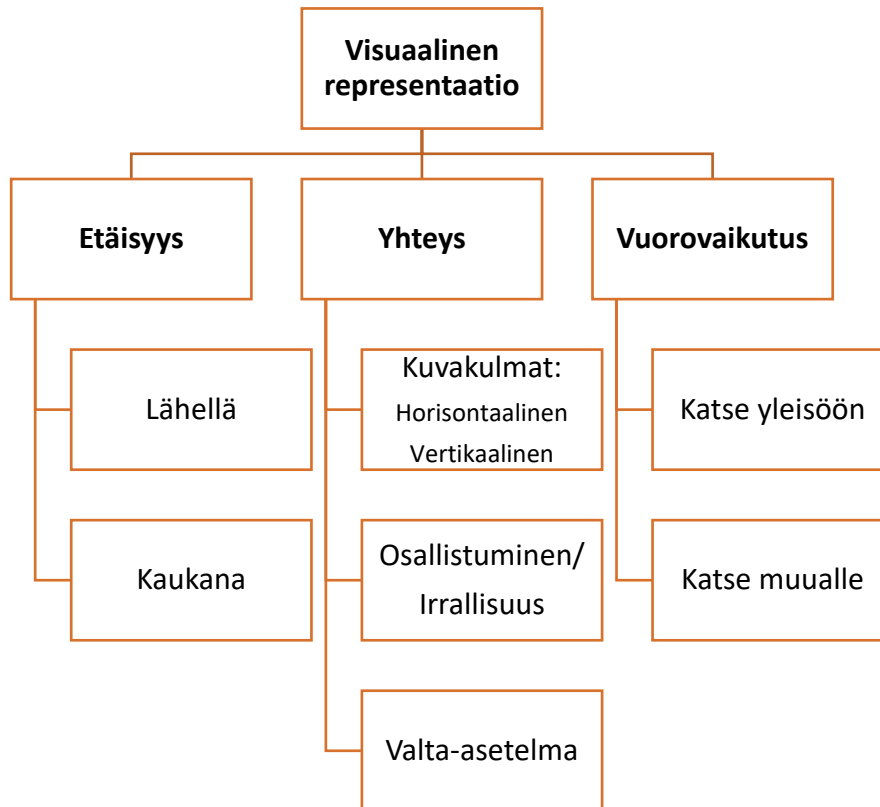 Visuaalinen
representaatio
Etäisyys
Yhteys
Vuorovaikutus
Lähellä
Kuvakulmat:
Horisontaalinen
Vertikaalinen
Katse yleisöön
Kaukana
Osallistuminen/
Irrallisuus
Katse muualle
Valta-asetelma